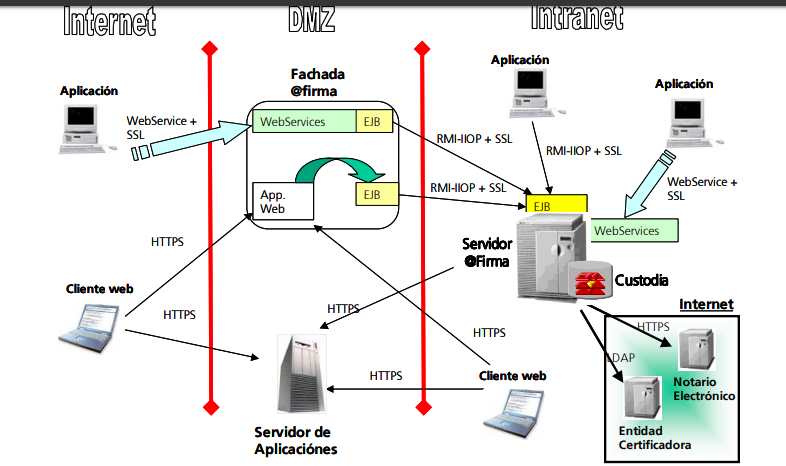 Internet
DMZ
Intranet
Aplicación
Fachada
@firma
Aplicación
Aplicación
WebService +
SSL
WebServices
EJB
RMI-IIOP + SSL
RMI-IIOP + SSL
App.
Web
EJB
RMI-IIOP + SSL
WebService +
SSL
EJB
WebServices
HTTPS
Servidor
@Firma
Custodia
Cliente web
HTTPS
HTTPS
HTTPS
Internet
HTTPS
LDAP
HTTPS
Cliente web
Notario
Electrónico
Servidor de
Aplicaciónes
Entidad
Certificadora